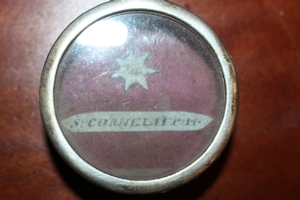 S. CORNELII P. M.